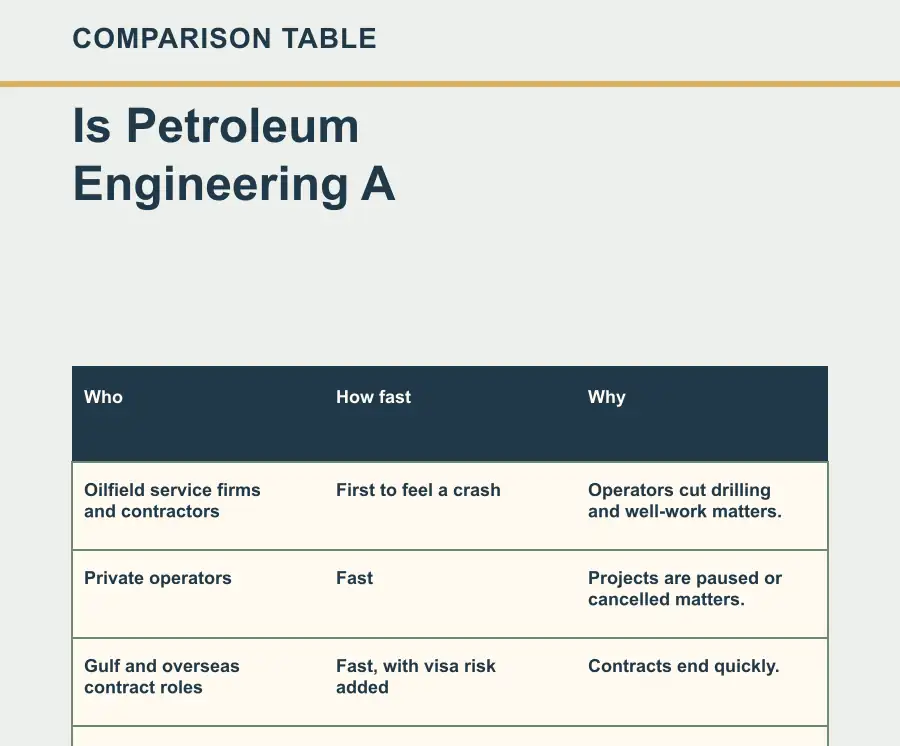 COMPARISON TABLE
Is Petroleum
Engineering A
Who How fast Why
Oilfield service firms First to feel a crash Operators cut drilling
and contractors and well-work matters.
Private operators Fast Projects are paused or
cancelled matters.
Gulf and overseas Fast, with visa risk Contracts end quickly.
contract roles added